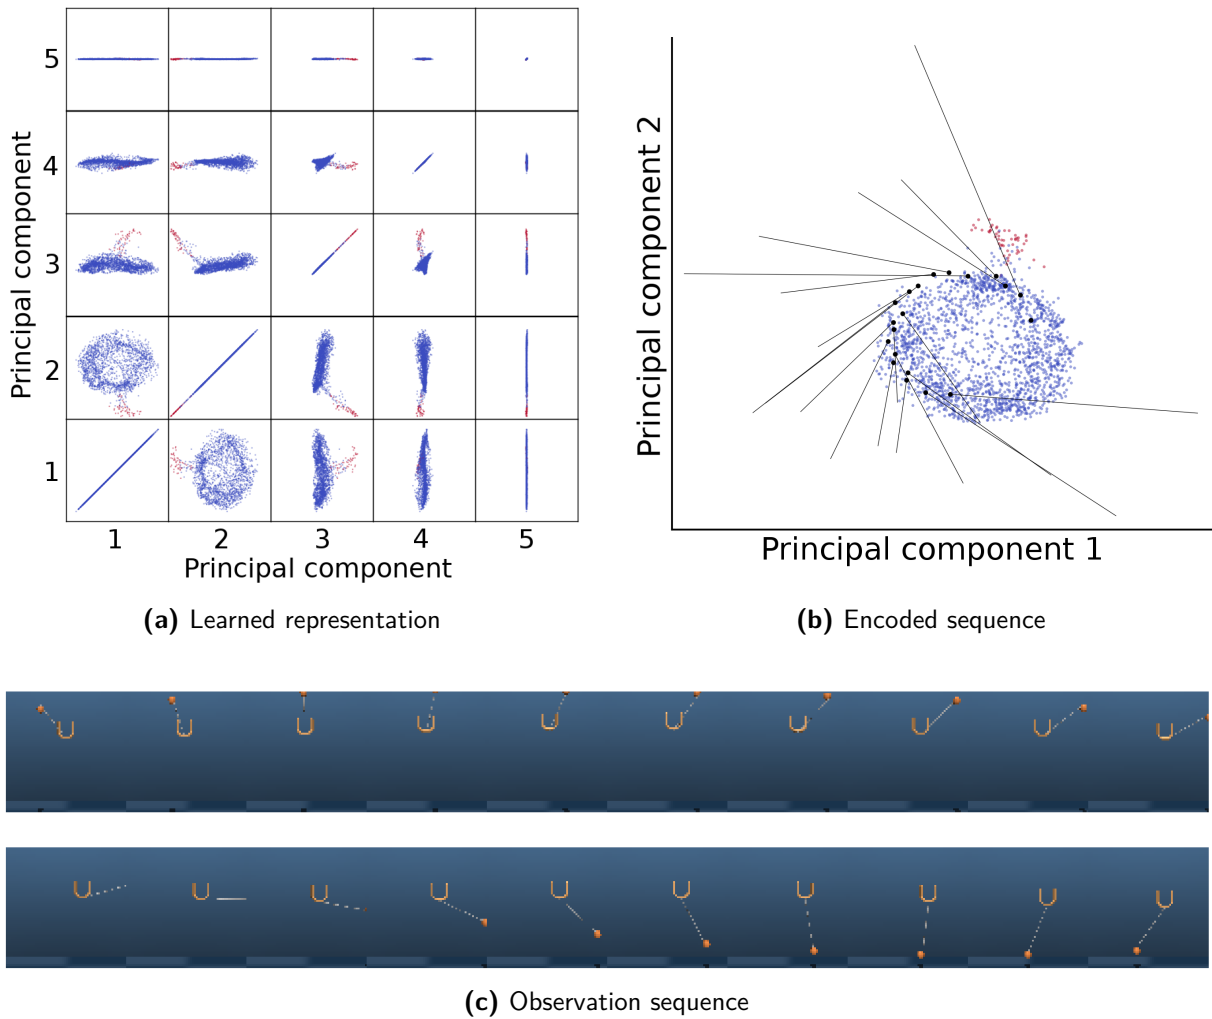 5
4
3
2
1
Principal component
1 2 3 4 5
Principal component
(a) Learned representation
Principal component 2
Principal component 1
(b) Encoded sequence
(c) Observation sequence